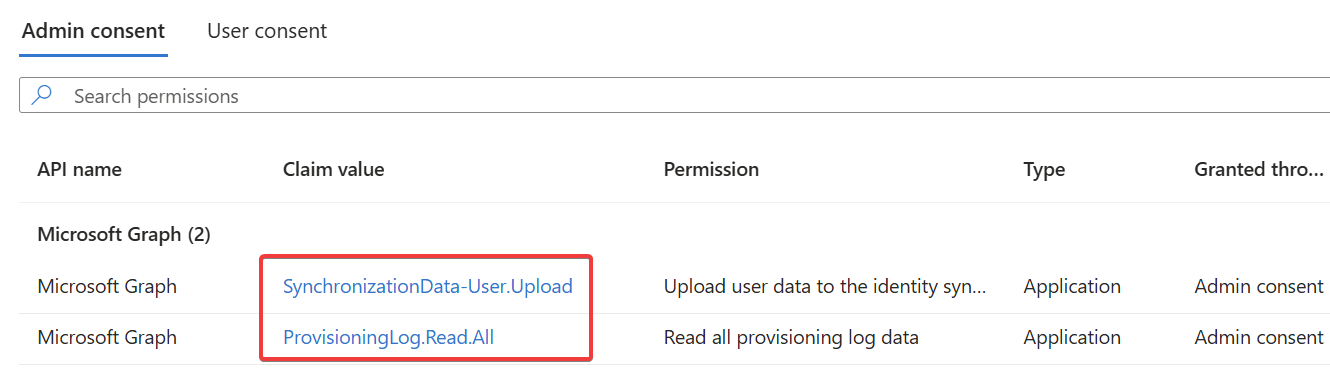 Admin consent User consent
Search permissions
API name Claim value Permission Type Granted thro...
Microsoft Graph (2)
Microsoft Graph SynchronizationData-User.Upload Upload user data to the identity syn... Application Admin consent
Microsoft Graph ProvisioningLog.Read.All Read all provisioning log data Application Admin consent